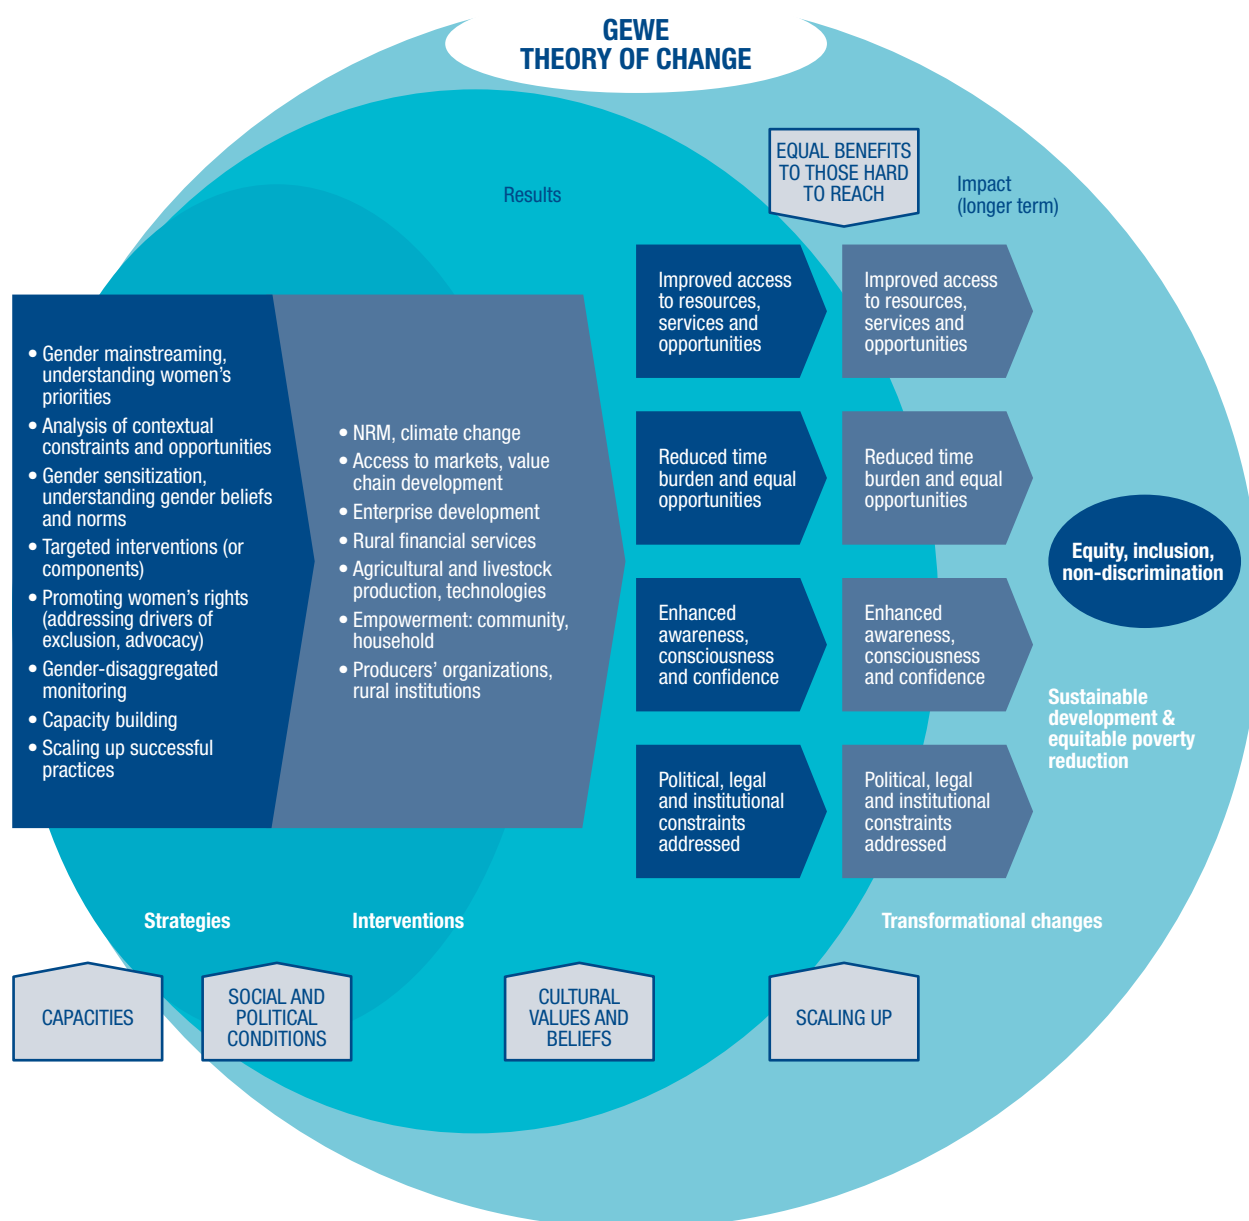 GEWE
THEORY OF CHANGE
EQUAL BENEFITS
TO THOSE HARD
TO REACH
Results
Impact
(longer term)
• Gender mainstreaming,
understanding women’s
priorities
• Analysis of contextual
constraints and opportunities
• Gender sensitization,
understanding gender beliefs
and norms
• Targeted interventions (or
components)
• Promoting women’s rights
(addressing drivers of
exclusion, advocacy)
• Gender-disaggregated
monitoring
• Capacity building
• Scaling up successful
practices
• NRM, climate change
• Access to markets, value
chain development
• Enterprise development
• Rural financial services
• Agricultural and livestock
production, technologies
• Empowerment: community,
household
• Producers’ organizations,
rural institutions
Improved access
to resources,
services and
opportunities
Improved access
to resources,
services and
opportunities
Reduced time
burden and equal
opportunities
Reduced time
burden and equal
opportunities
Enhanced
awareness,
consciousness
and confidence
Enhanced
awareness,
consciousness
and confidence
Political, legal
and institutional
constraints
addressed
Political, legal
and institutional
constraints
addressed
Equity, inclusion,
non-discrimination
Sustainable
development &
equitable poverty
reduction
Strategies
Interventions
Transformational changes
CAPACITIES
SOCIAL AND
POLITICAL
CONDITIONS
CULTURAL
VALUES AND
BELIEFS
SCALING UP